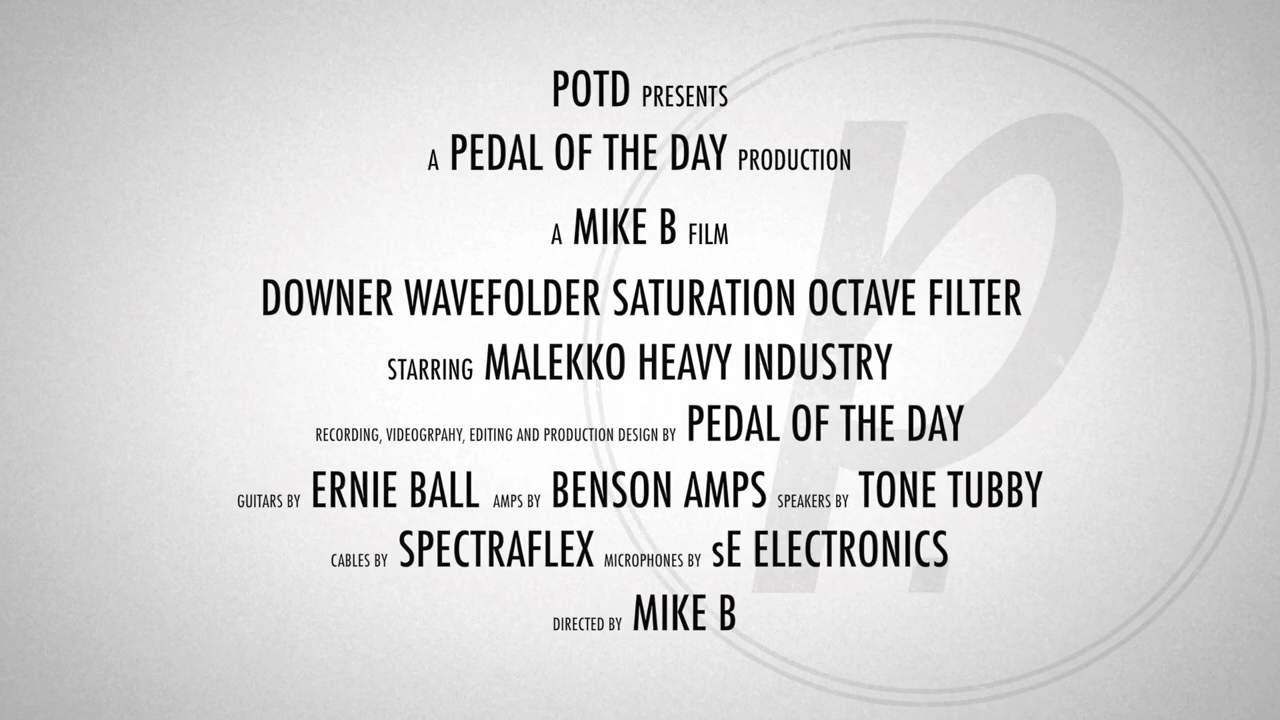 POTD PRESENTS
A PEDAL OF THE DAY PRODUCTION
A MIKE B FILM
DOWNER WAVEFOLDER SATURATION OCTAVE FILTER
STARRING MALEKKO HEAVY INDUSTRY
RECORDING, VIDEOGRPAHY, EDITING AND PRODUCTION DESIGN BY PEDAL OF THE DAY
GUITARS BY ERNIE BALL AMPS BY BENSON AMPS SPEAKERS BY TONE TUBBY
CABLES BY SPECTRAFLEX MICROPHONES BY sE ELECTRONICS
DIRECTED BY MIKE B
p